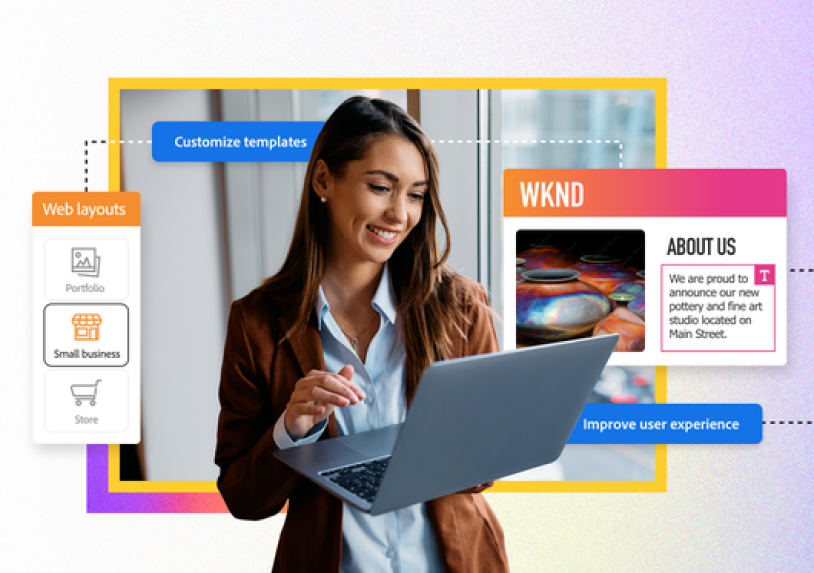 Customize templates
Web layouts
Portfolio
Small business
Store
WKND
ABOUT US
T
We are proud to
announce our new
pottery and fine art
studio located on
Main Street.
Improve user experience